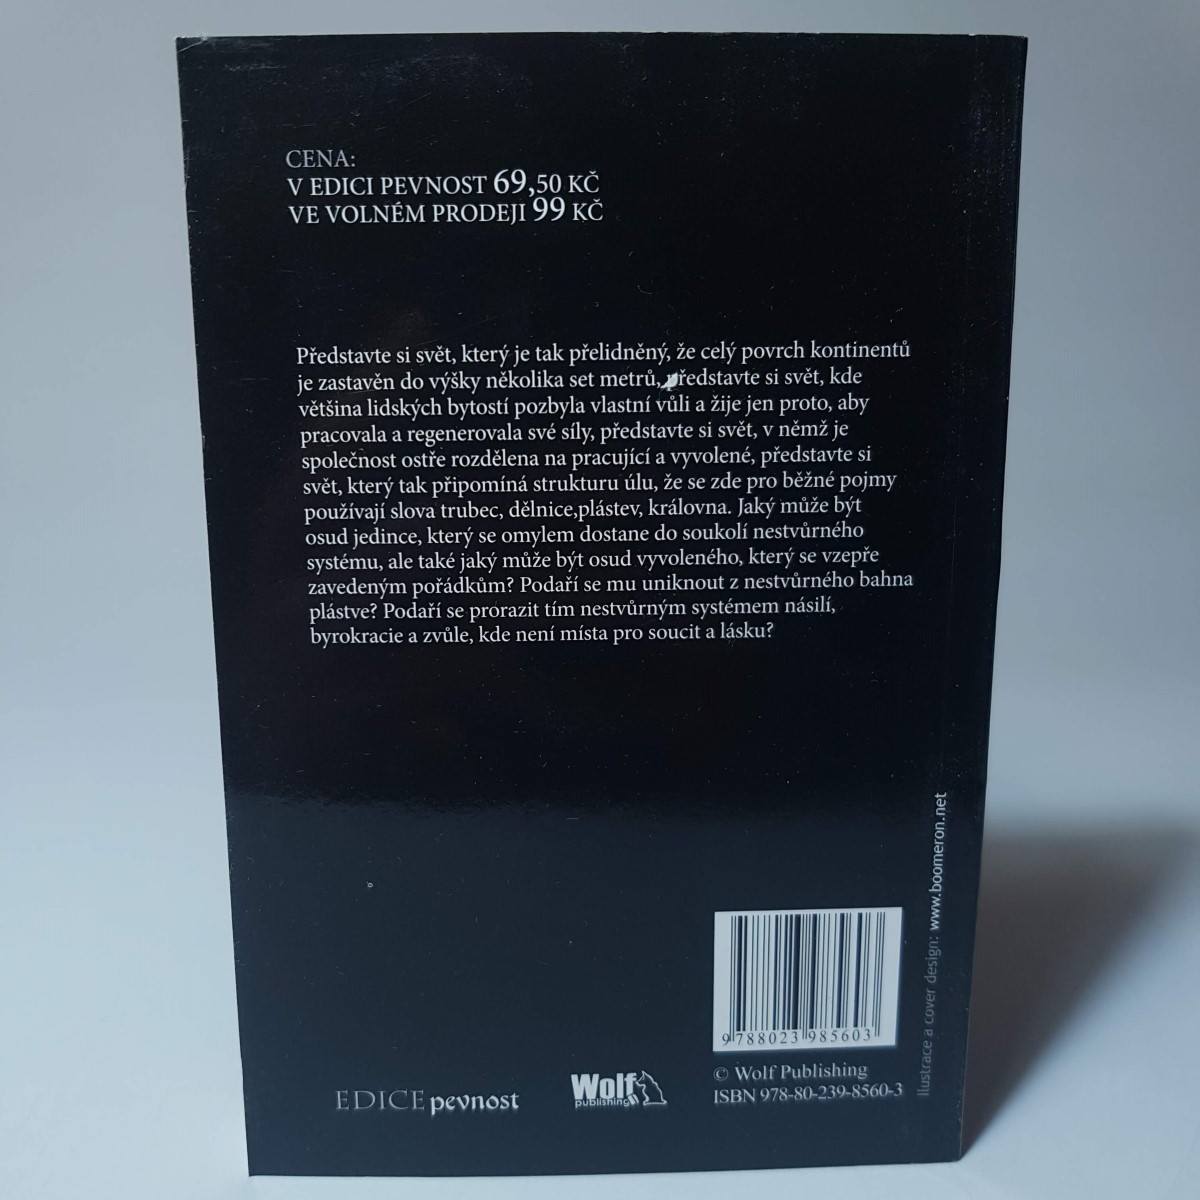 CENA:
V EDICI PEVNOST 69,50 KČ
VE VOLNÉM PRODEJI 99 KČ
Představte si svět, který je tak přelidněný, že celý povrch kontinentů
je zastavěn do výšky několika set metrů, představte si svět, kde
většina lidských bytostí pozbyla vlastní vůli a žije jen proto, aby
pracovala a regenerovala své síly, představte si svět, v němž je
společnost ostře rozdělena na pracující a vyvolené, představte si
svět, který tak připomíná strukturu úlu, že se zde pro běžné pojmy
používají slova trubec, dělnice,plástev, královna. Jaký může být
osud jedince, který se omylem dostane do soukolí nestvůrného
systému, ale také jaký může být osud vyvoleného, který se vzepře
zavedeným pořádkům? Podaří se mu uniknout z nestvůrného bahna
plástve? Podaří se prorazit tím nestvůrným systémem násilí,
byrokracie a zvůle, kde není místa pro soucit a lásku?
Ilustrace a cover design: www.boomeron.net
9 788023 985603
© Wolf Publishing
ISBN 978-80-239-8560-3
EDICE pevnost
Wolf
publishing